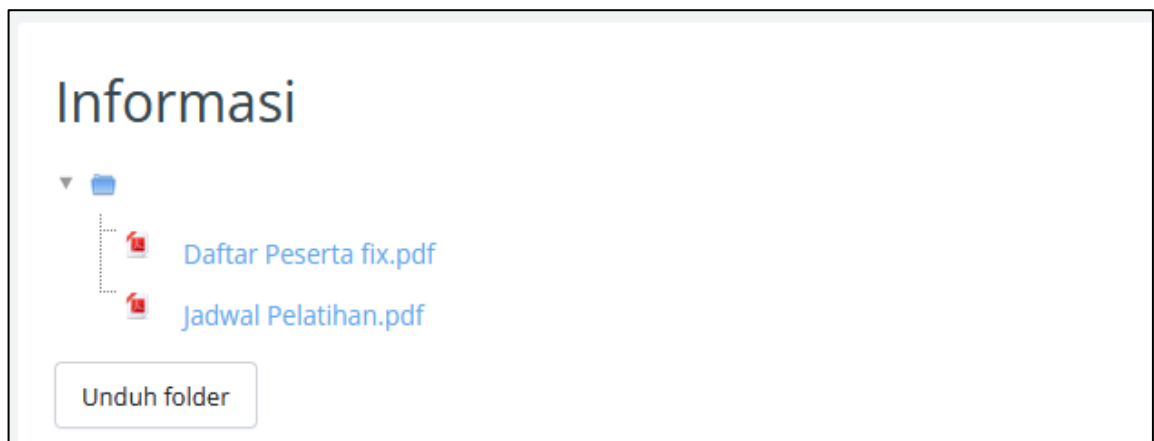 Informasi
Daftar Peserta fix.pdf
Jadwal Pelatihan.pdf
Unduh folder